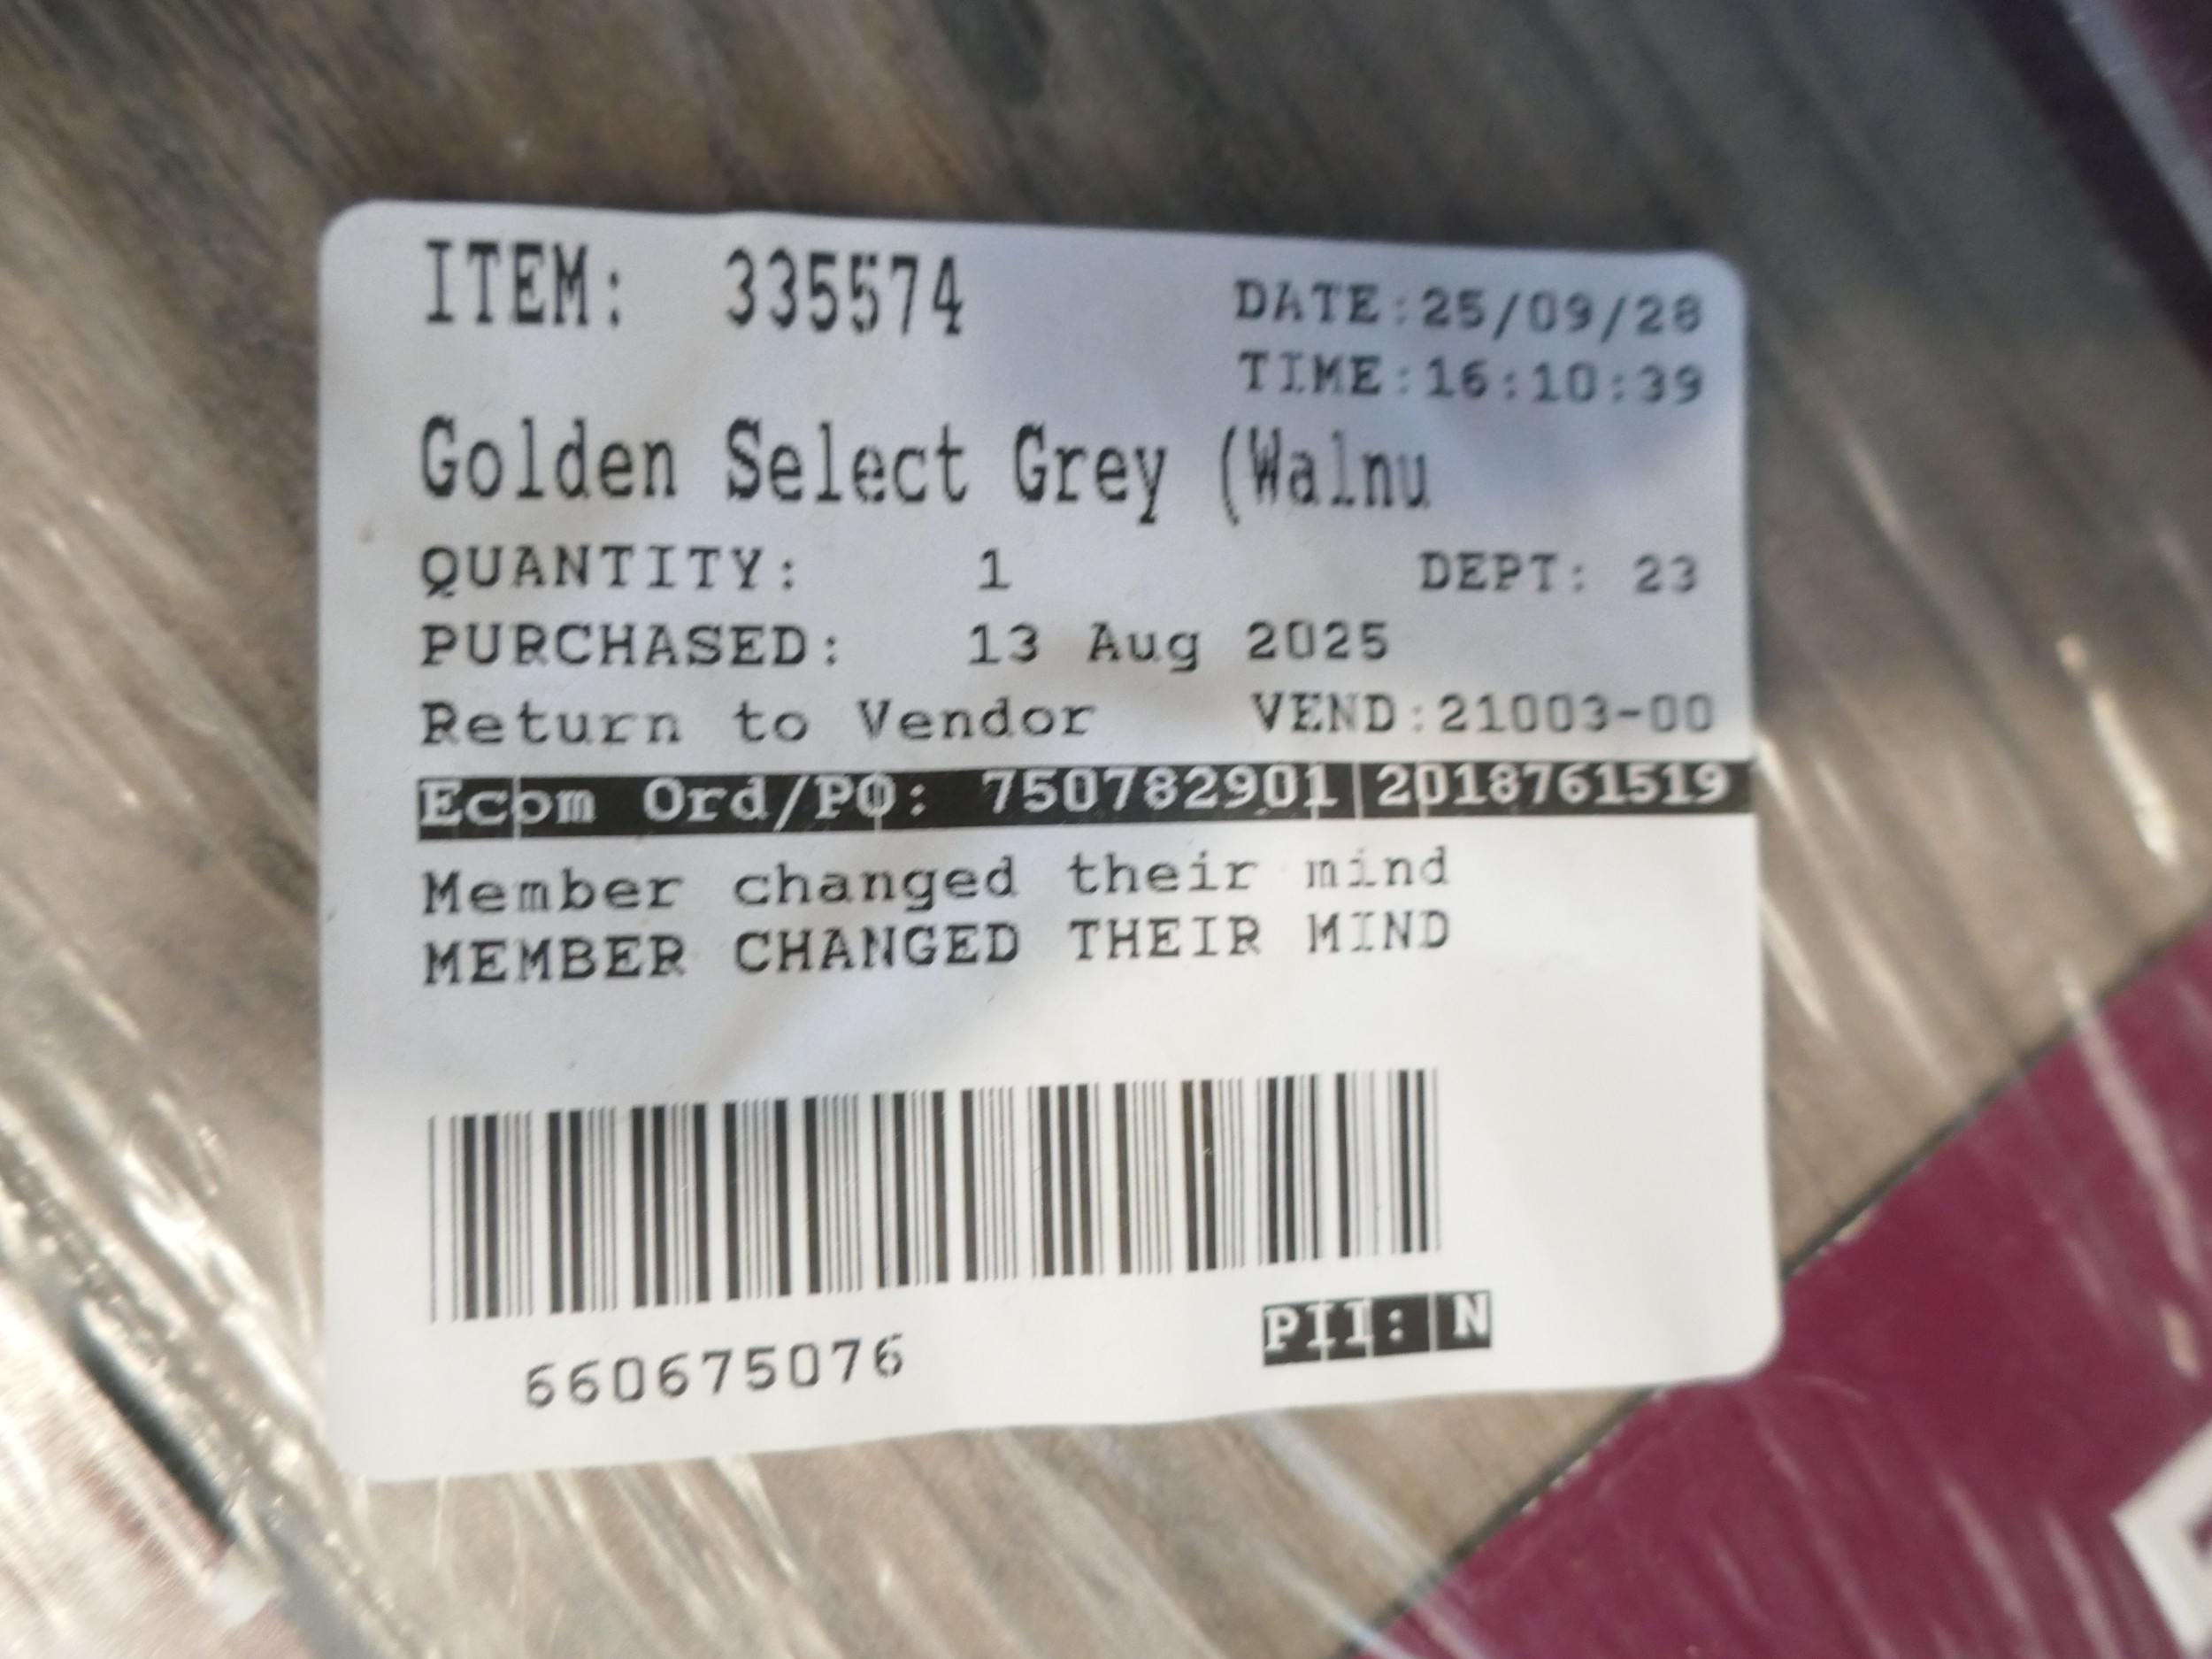 ITEM: 335574
DATE:25/09/28
TIME:16:10:39
Golden Select Grey (Walnu
QUANTITY: 1 DEPT: 23
PURCHASED: 13 Aug 2025
Return to Vendor VEND:21003-00
Ecom Ord/PO: 750782901 2018761519
Member changed their mind
MEMBER CHANGED THEIR MIND
660675076
PII: N